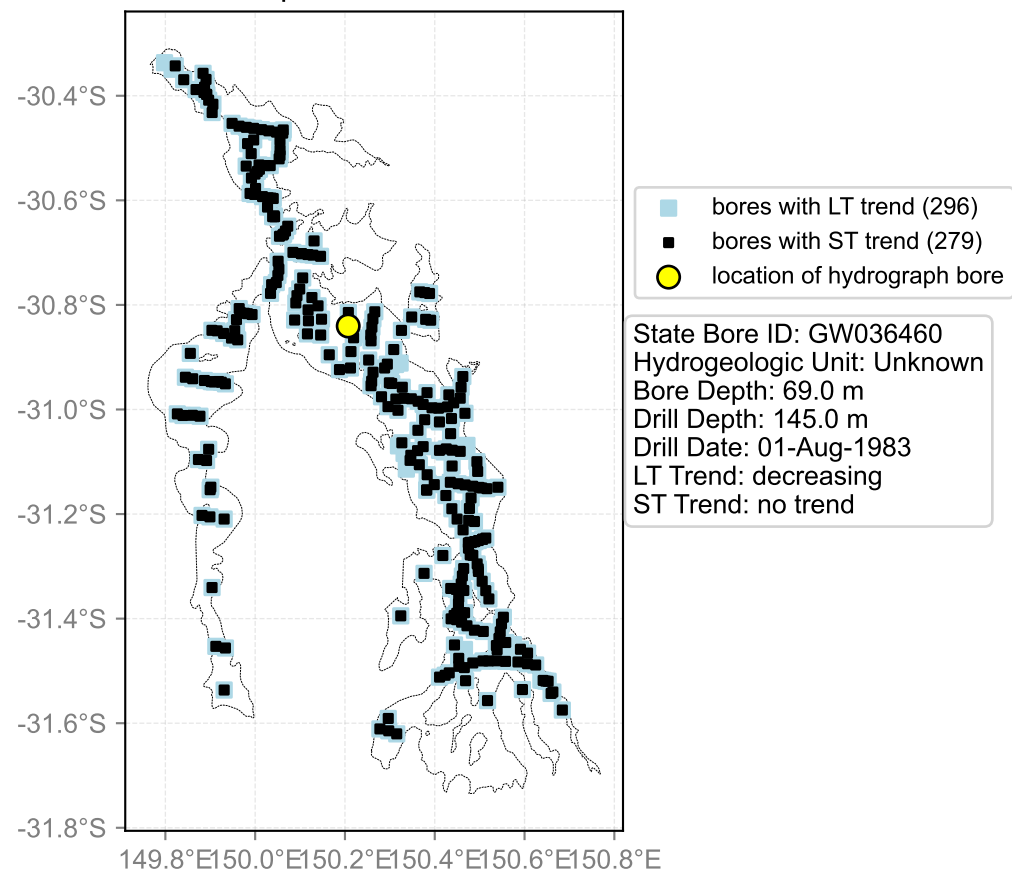 -30.4°S
-30.6°S
-30.8°S
-31.0°S
-31.2°S
-31.4°S
-31.6°S
-31.8°S
149.8°E150.0°E150.2°E150.4°E150.6°E150.8°E
bores with LT trend (296)
bores with ST trend (279)
location of hydrograph bore
State Bore ID: GW036460
Hydrogeologic Unit: Unknown
Bore Depth: 69.0 m
Drill Depth: 145.0 m
Drill Date: 01-Aug-1983
LT Trend: decreasing
ST Trend: no trend